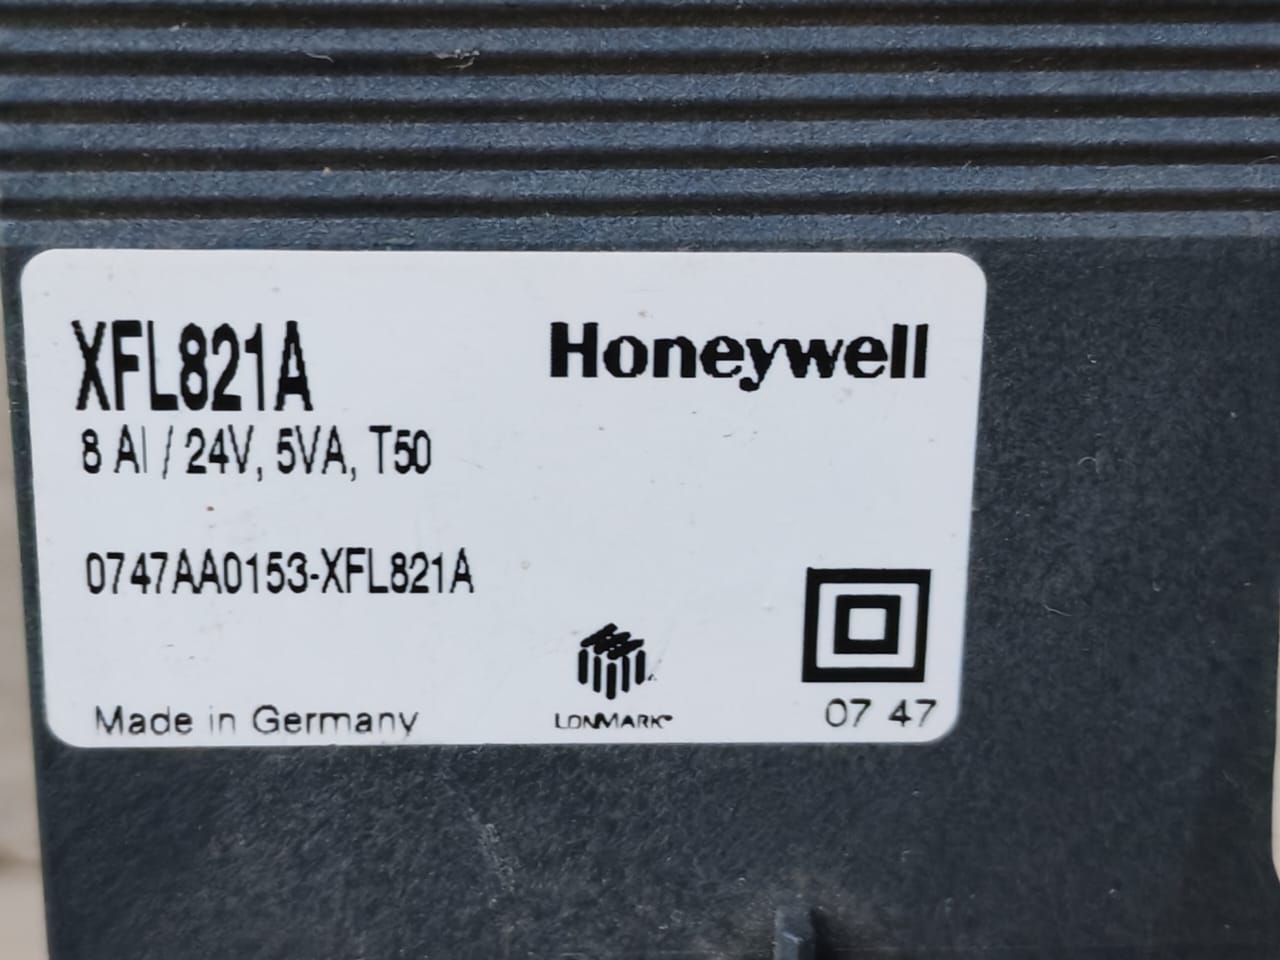 XFL821A
Honeywell
8 AI / 24V, 5VA, T50
0747AA0153-XFL821A
LONMARK®
Made in Germany
07 47